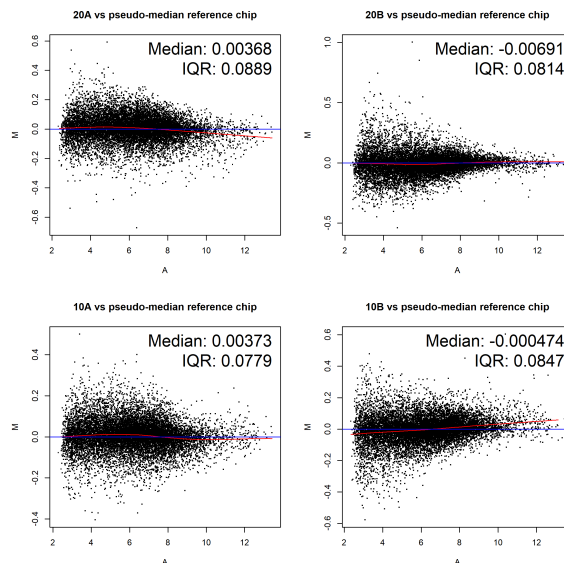 20A vs pseudo-median reference chip
20B vs pseudo-median reference chip
Median: 0.00368
IQR: 0.0889
Median: -0.00691
IQR: 0.0814
M
0.6
0.4
0.2
0.0
-0.2
-0.4
-0.6
2 4 6 8 10 12
A
M
1.0
0.5
0.0
-0.5
2 4 6 8 10 12
A
10A vs pseudo-median reference chip
10B vs pseudo-median reference chip
Median: 0.00373
IQR: 0.0779
Median: -0.000474
IQR: 0.0847
M
0.4
0.2
0.0
-0.2
-0.4
2 4 6 8 10 12
A
M
0.6
0.4
0.2
0.0
-0.2
-0.4
-0.6
2 4 6 8 10 12
A